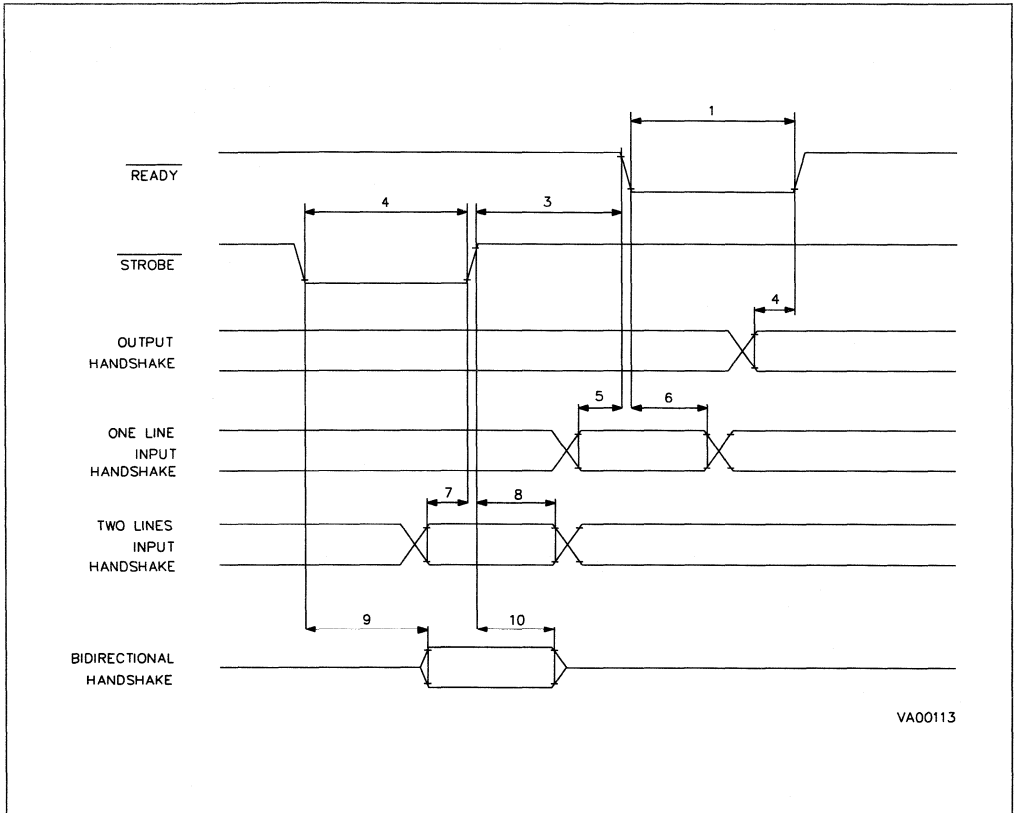 1
READY
4
3
STROBE
4
OUTPUT
HANDSHAKE
5
6
ONE LINE
INPUT
HANDSHAKE
7
8
TWO LINES
INPUT
HANDSHAKE
9
10
BIDIRECTIONAL
HANDSHAKE
VA00113